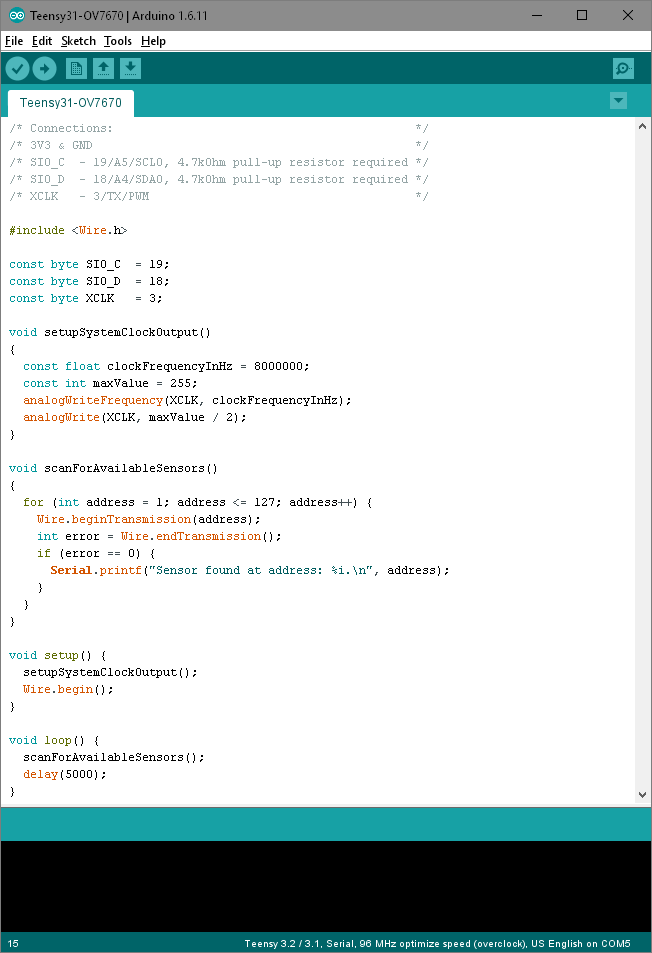 Teensy31-OV7670 | Arduino 1.6.11
File Edit Sketch Tools Help
Teensy31-OV7670
/* Connections:                                           */
/* 3V3 & GND                                              */
/* SIO_C  - 19/A5/SCL0, 4.7kOhm pull-up resistor required */
/* SIO_D  - 18/A4/SDA0, 4.7kOhm pull-up resistor required */
/* XCLK   - 3/TX/PWM                                      */
#include <Wire.h>
const byte SIO_C  = 19;
const byte SIO_D  = 18;
const byte XCLK   = 3;
void setupSystemClockOutput()
{
  const float clockFrequencyInHz = 8000000;
  const int maxValue = 255;
  analogWriteFrequency(XCLK, clockFrequencyInHz);
  analogWrite(XCLK, maxValue / 2);
}
void scanForAvailableSensors()
{
  for (int address = 1; address <= 127; address++) {
    Wire.beginTransmission(address);
    int error = Wire.endTransmission();
    if (error == 0) {
      Serial.printf("Sensor found at address: %i.\n", address);
    }
  }
}
void setup() {
  setupSystemClockOutput();
  Wire.begin();
}
void loop() {
  scanForAvailableSensors();
  delay(5000);
}
15 Teensy 3.2 / 3.1, Serial, 96 MHz optimize speed (overclock), US English on COM5